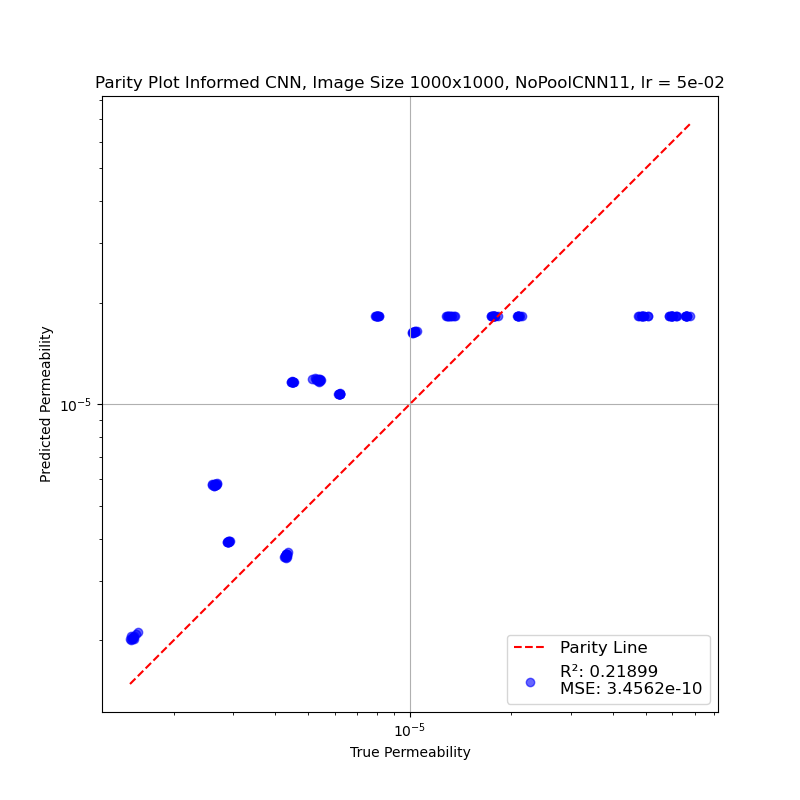 Parity Plot Informed CNN, Image Size 1000x1000, NoPoolCNN11, lr = 5e-02
Predicted Permeability
10⁻⁵
Parity Line
R²: 0.21899
MSE: 3.4562e-10
10⁻⁵
True Permeability